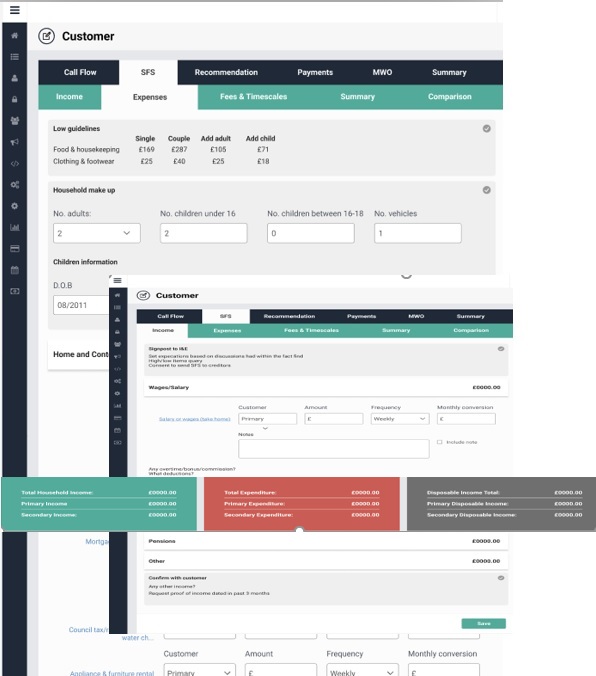 Customer
Call Flow SFS Recommendation Payments MWO Summary
Income Expenses Fees & Timescales Summary Comparison
Low guidelines
Single Couple Add adult Add child
Food & housekeeping £169 £287 £105 £71
Clothing & footwear £25 £40 £25 £18
Household make up
No. adults: No. children under 16 No. children between 16-18 No. vehicles
2 2 0 1
Children information
D.O.B
08/2011
Home and Cont
Customer
Call Flow SFS Recommendation Payments MWO Summary
Income Expenses Fees & Timescales Summary Comparison
Signpost to I&E
Set expectations based on discussions had within the fact find
High/low items query
Consent to send SFS to creditors
Wages/Salary £0000.00
Customer Amount Frequency Monthly conversion
Salary or wages (take home) Primary £ Weekly £
Notes
Include note
Any overtime/bonus/commission?
What deductions?
Total Household Income: £0000.00
Primary Income £0000.00
Secondary Income: £0000.00
Total Expenditure: £0000.00
Primary Expenditure: £0000.00
Secondary Expenditure: £0000.00
Disposable Income Total: £0000.00
Primary Disposable Income: £0000.00
Secondary Disposable Income: £0000.00
Mortga
Pensions £0000.00
Other £0000.00
Confirm with customer
Any other income?
Request proof of income dated in past 3 months
Save
Council tax/r
water ch...
Customer Amount Frequency Monthly conversion
Appliance & furniture rental Primary £ Weekly £